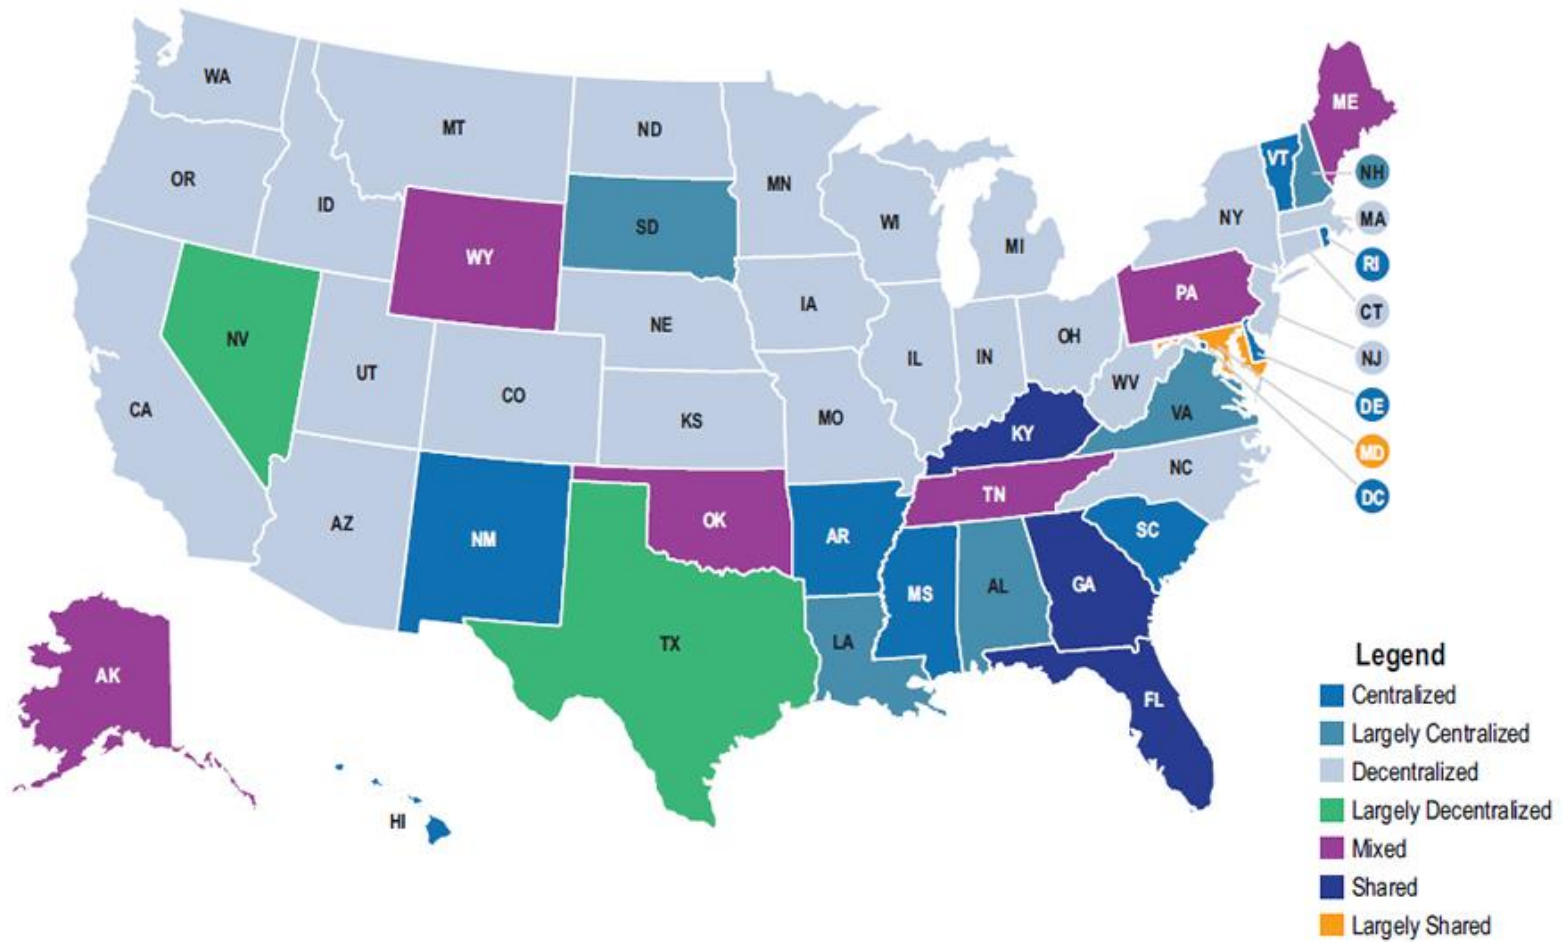 WA
MT
ND
ME
VT
NH
OR
ID
MN
WI
MI
NY
MA
SD
WY
RI
PA
IA
CT
NV
NE
OH
NJ
UT
IL
IN
CO
WV
DE
CA
KS
MO
VA
KY
MD
NC
TN
DC
AZ
OK
NM
AR
SC
MS
AL
GA
TX
LA
AK
FL
HI
Legend
Centralized
Largely Centralized
Decentralized
Largely Decentralized
Mixed
Shared
Largely Shared